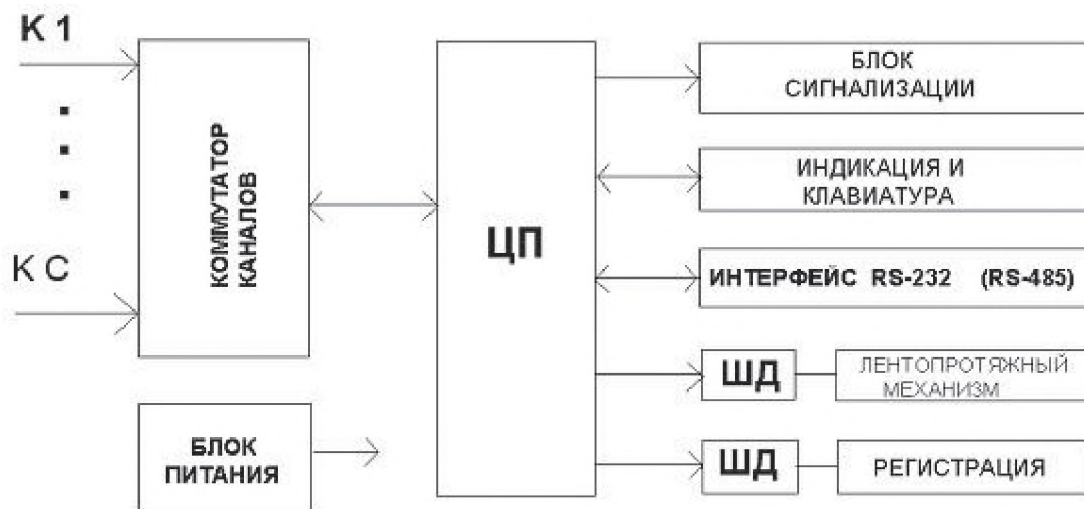 К 1
К С
КОММУТАТОР
КАНАЛОВ
БЛОК
ПИТАНИЯ
ЦП
БЛОК
СИГНАЛИЗАЦИИ
ИНДИКАЦИЯ И
КЛАВИАТУРА
ИНТЕРФЕЙС RS-232 (RS-485)
ШД
ЛЕНТОПРОТЯЖНЫЙ
МЕХАНИЗМ
ШД
РЕГИСТРАЦИЯ